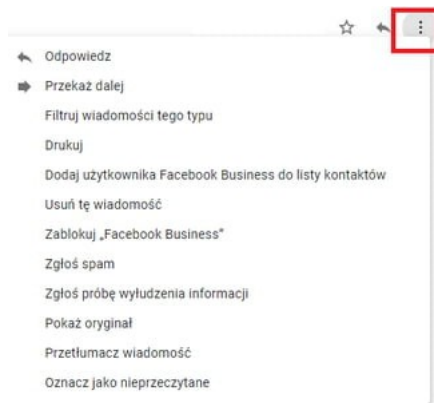 Odpowiedz
Przekaż dalej
Filtruj wiadomości tego typu
Drukuj
Dodaj użytkownika Facebook Business do listy kontaktów
Usuń tę wiadomość
Zablokuj „Facebook Business”
Zgłoś spam
Zgłoś próbę wyłudzenia informacji
Pokaż oryginał
Przetłumacz wiadomość
Oznacz jako nieprzeczytane